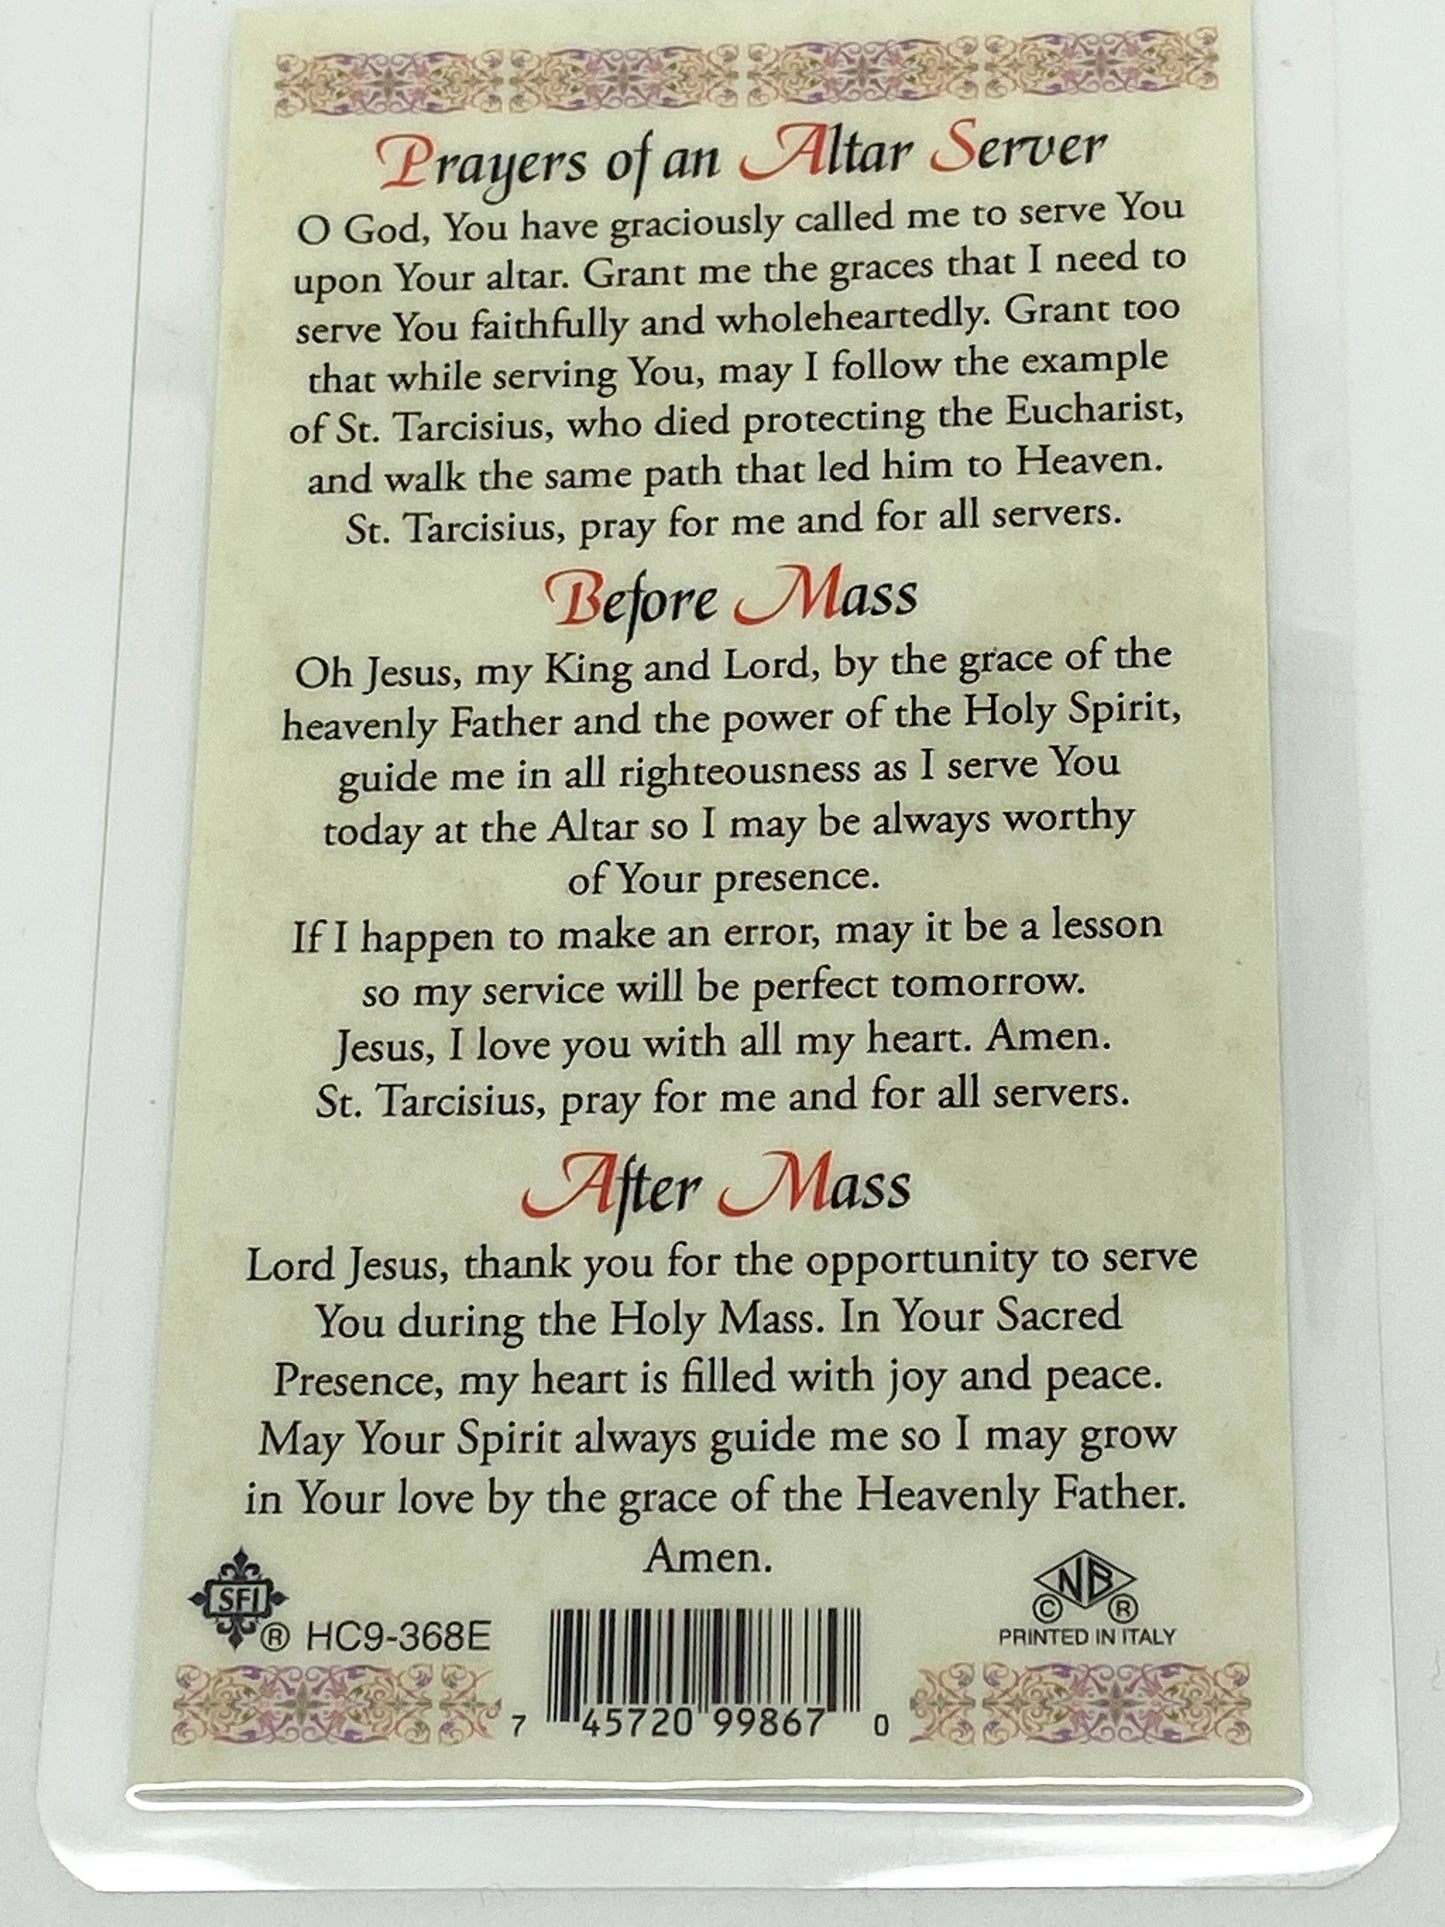 Prayers of an Altar Server
O God, You have graciously called me to serve You
upon Your altar. Grant me the graces that I need to
serve You faithfully and wholeheartedly. Grant too
that while serving You, may I follow the example
of St. Tarcisius, who died protecting the Eucharist,
and walk the same path that led him to Heaven.
St. Tarcisius, pray for me and for all servers.
Before Mass
Oh Jesus, my King and Lord, by the grace of the
heavenly Father and the power of the Holy Spirit,
guide me in all righteousness as I serve You
today at the Altar so I may be always worthy
of Your presence.
If I happen to make an error, may it be a lesson
so my service will be perfect tomorrow.
Jesus, I love you with all my heart. Amen.
St. Tarcisius, pray for me and for all servers.
After Mass
Lord Jesus, thank you for the opportunity to serve
You during the Holy Mass. In Your Sacred
Presence, my heart is filled with joy and peace.
May Your Spirit always guide me so I may grow
in Your love by the grace of the Heavenly Father.
Amen.
SFI ® HC9-368E
NB
© ®
PRINTED IN ITALY
7 45720 99867 0